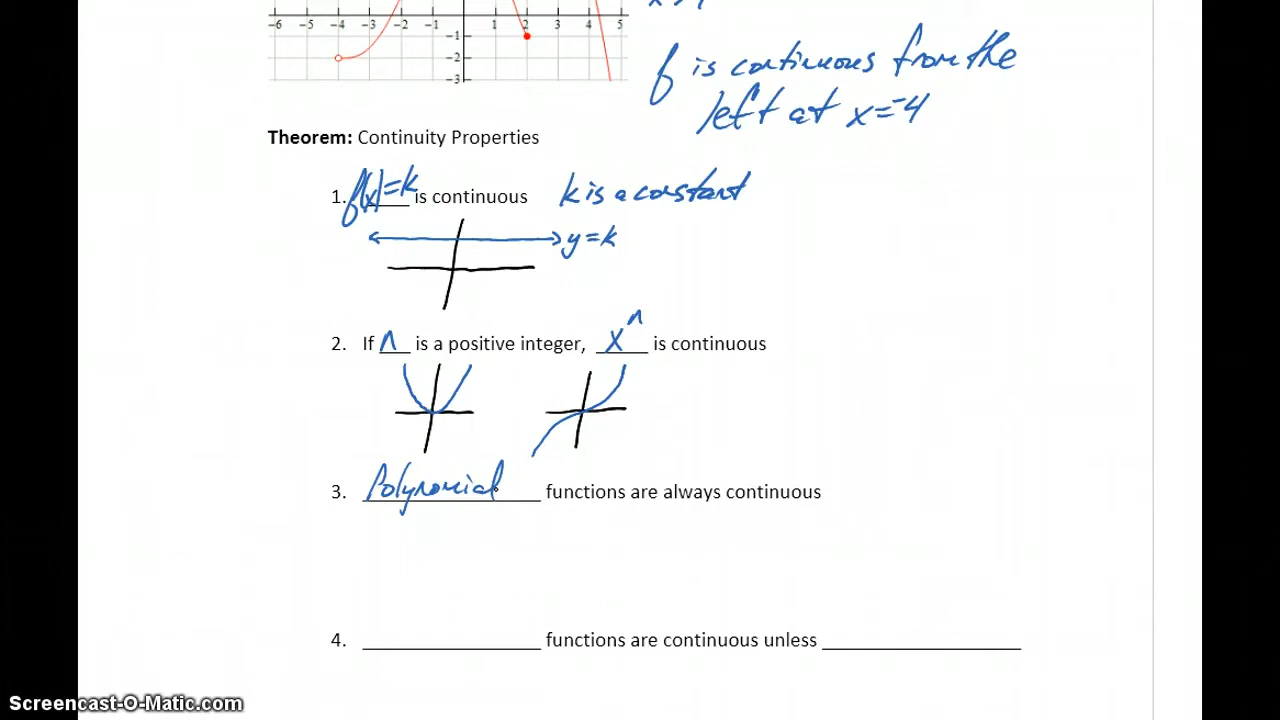 -6 -5 -4 -3 -2 -1 1 2 3 4 5
-1
-2
-3
f is continuous from the
left at x=-4
Theorem: Continuity Properties
1. f(x)=k is continuous k is a constant
y=k
2. If n is a positive integer, x^n is continuous
3. Polynomial functions are always continuous
4. ____ functions are continuous unless ____
Screencast-O-Matic.com